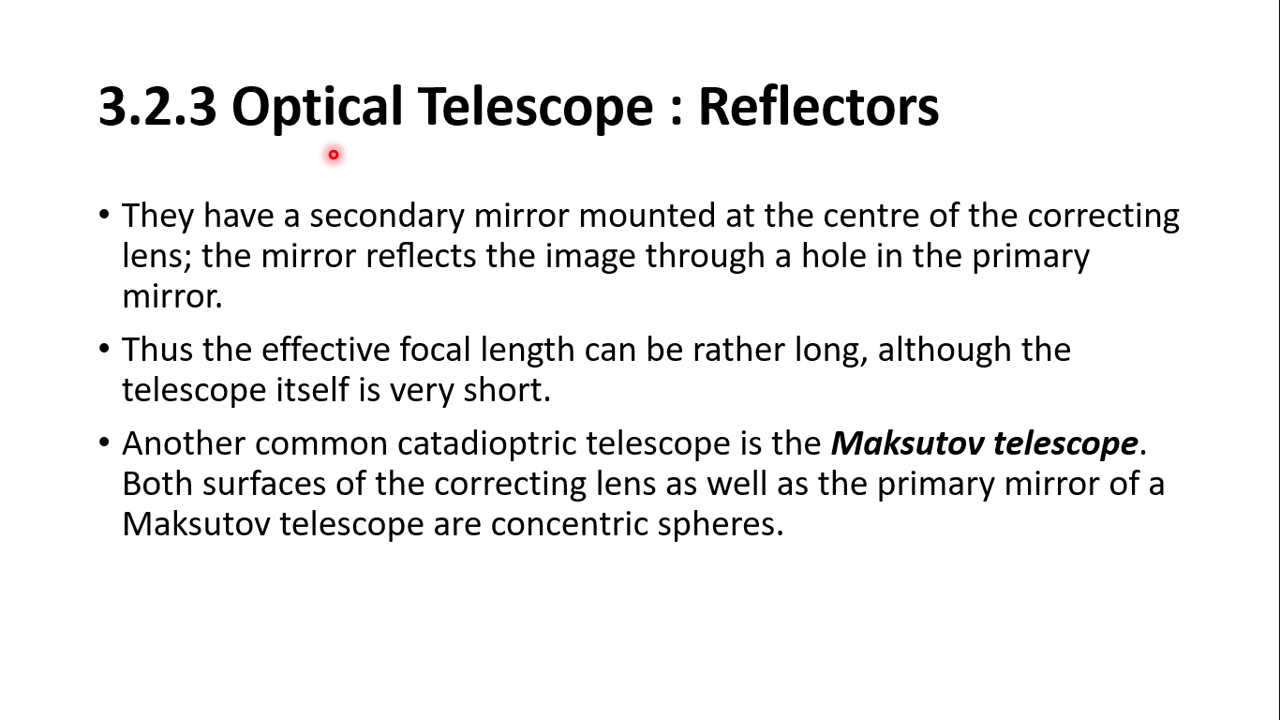 3.2.3 Optical Telescope : Reflectors
• They have a secondary mirror mounted at the centre of the correcting
lens; the mirror reflects the image through a hole in the primary
mirror.
• Thus the effective focal length can be rather long, although the
telescope itself is very short.
• Another common catadioptric telescope is the Maksutov telescope.
Both surfaces of the correcting lens as well as the primary mirror of a
Maksutov telescope are concentric spheres.